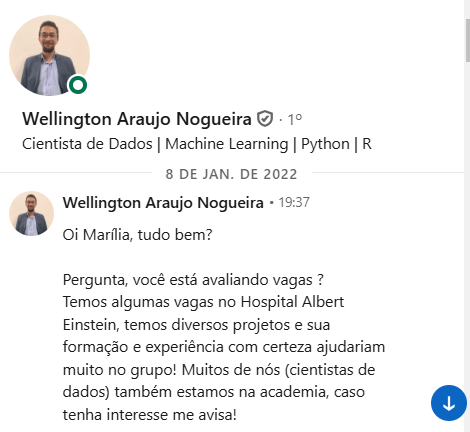 Wellington Araujo Nogueira · 1º
Cientista de Dados | Machine Learning | Python | R
8 DE JAN. DE 2022
Wellington Araujo Nogueira • 19:37
Oi Marília, tudo bem?
Pergunta, você está avaliando vagas ?
Temos algumas vagas no Hospital Albert
Einstein, temos diversos projetos e sua
formação e experiência com certeza ajudariam
muito no grupo! Muitos de nós (cientistas de
dados) também estamos na academia, caso
tenha interesse me avisa!